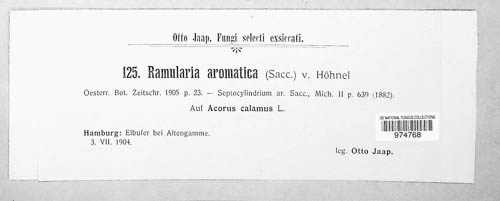 Otto Jaap, Fungi selecti exsiccati.
125. Ramularia aromatica (Sacc.) v. Höhnel
Oesterr. Bot. Zeitschr. 1905 p. 23. — Septocylindrium ar. Sacc., Mich. II p. 639 (1882).
Auf Acorus calamus L.
US NATIONAL FUNGUS COLLECTIONS
974768
Hamburg: Elbufer bei Altengamme.
3. VII. 1904.
leg. Otto Jaap.